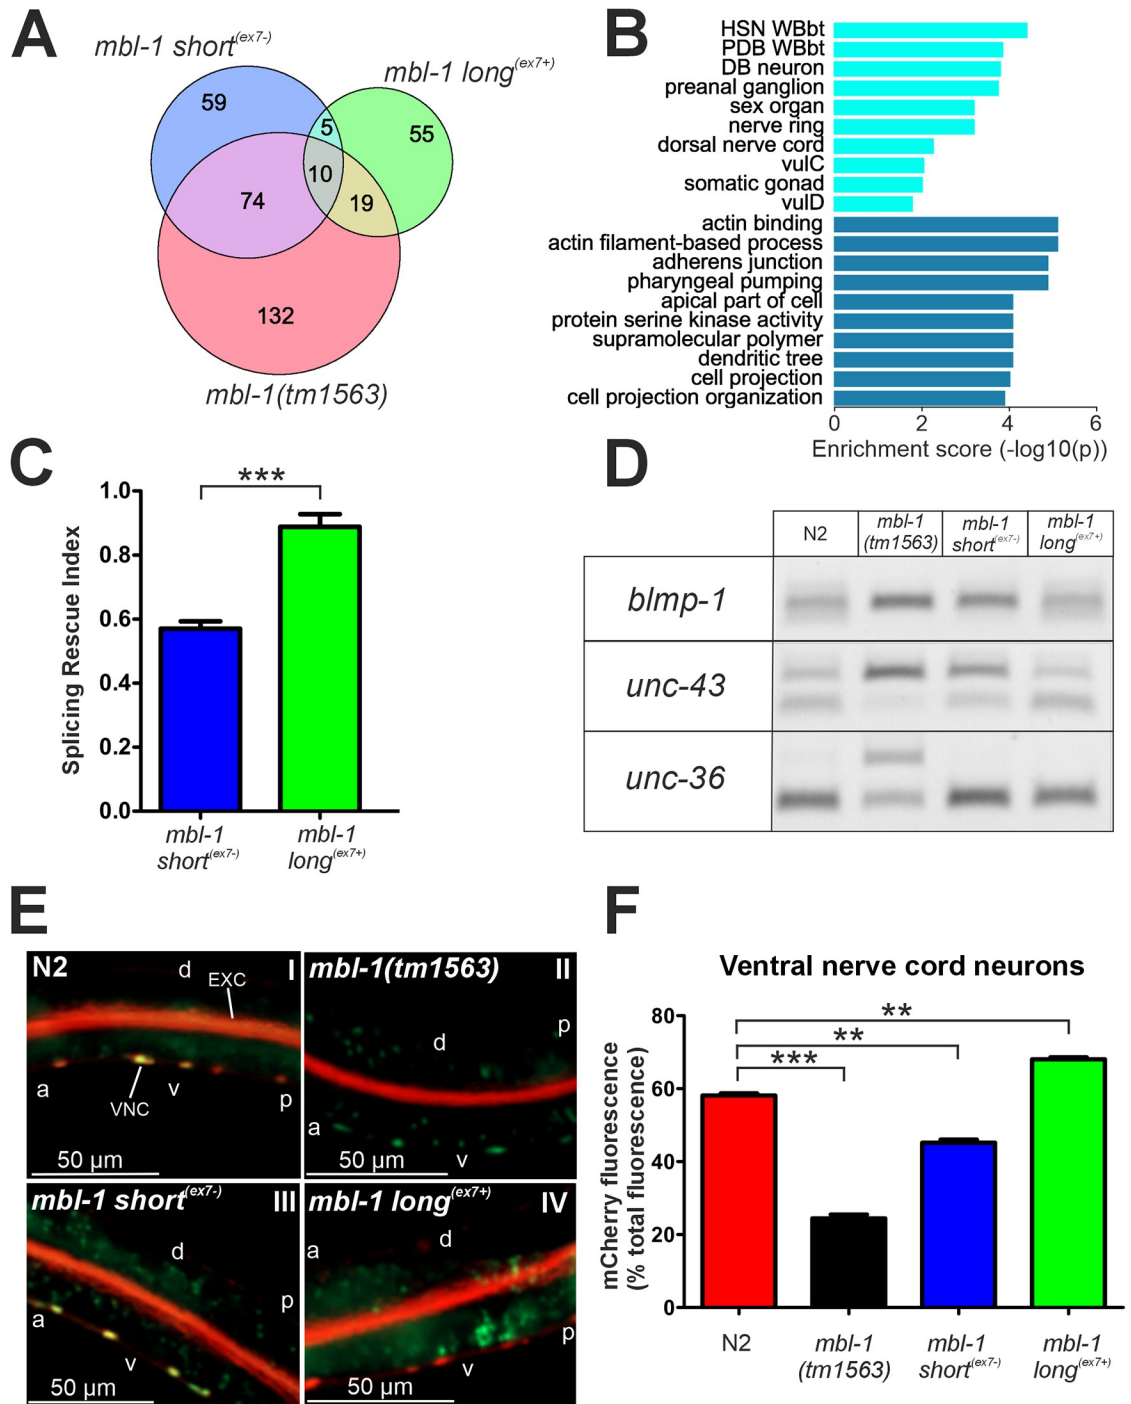 A
mbl-1 short(ex7-)
mbl-1 long(ex7+)
59
5
55
10
74
19
132
mbl-1(tm1563)
B
HSN WBbt
PDB WBbt
DB neuron
preanal ganglion
sex organ
nerve ring
dorsal nerve cord
vulC
somatic gonad
vulD
actin binding
actin filament-based process
adherens junction
pharyngeal pumping
apical part of cell
protein serine kinase activity
supramolecular polymer
dendritic tree
cell projection
cell projection organization
0 2 4 6
Enrichment score (-log10(p))
C
***
Splicing Rescue Index
1.0
0.8
0.6
0.4
0.2
0.0
mbl-1
short(ex7-)
mbl-1
long(ex7+)
D
N2
mbl-1
(tm1563)
mbl-1
short(ex7-)
mbl-1
long(ex7+)
blmp-1
unc-43
unc-36
E
N2 d I
EXC
a v p
VNC
50 µm
mbl-1(tm1563) II
p
d
a
v
50 µm
mbl-1 short(ex7-) III
d
p
a
v
50 µm
mbl-1 long(ex7+) IV
a d
p
v
50 µm
F
Ventral nerve cord neurons
**
**
***
mCherry fluorescence
(% total fluorescence)
80
60
40
20
0
N2
mbl-1
(tm1563)
mbl-1
short(ex7-)
mbl-1
long(ex7+)